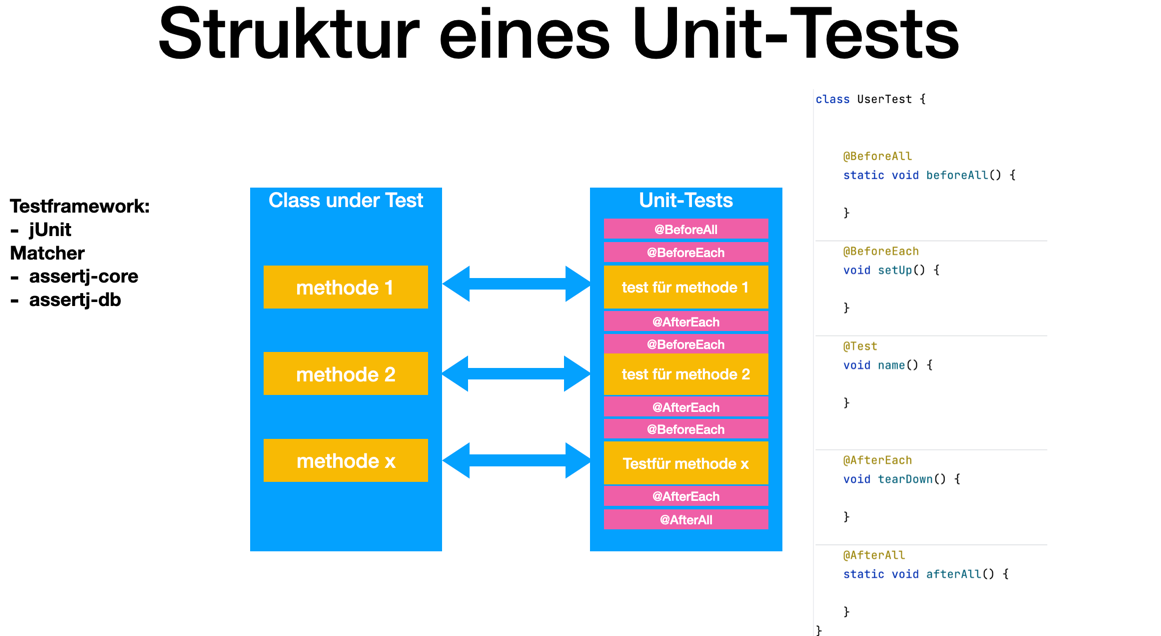 Struktur eines Unit-Tests
Testframework:
- jUnit
Matcher
- assertj-core
- assertj-db
Class under Test
methode 1
methode 2
methode x
Unit-Tests
@BeforeAll
@BeforeEach
test für methode 1
@AfterEach
@BeforeEach
test für methode 2
@AfterEach
@BeforeEach
Testfür methode x
@AfterEach
@AfterAll
class UserTest {
@BeforeAll
static void beforeAll() {
}
@BeforeEach
void setUp() {
}
@Test
void name() {
}
@AfterEach
void tearDown() {
}
@AfterAll
static void afterAll() {
}
}